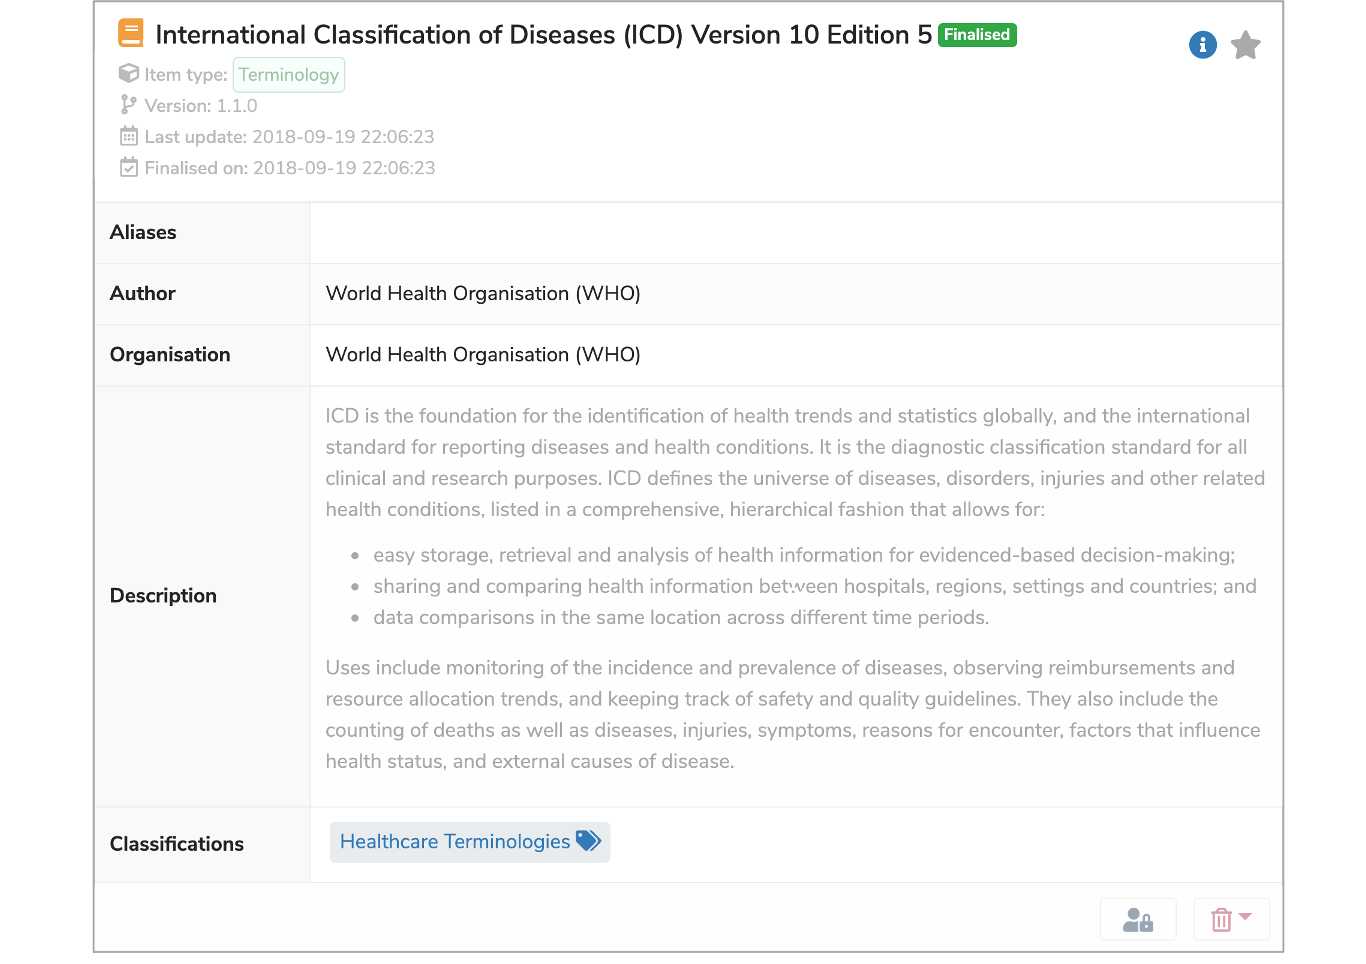 International Classification of Diseases (ICD) Version 10 Edition 5 Finalised
Item type: Terminology
Version: 1.1.0
Last update: 2018-09-19 22:06:23
Finalised on: 2018-09-19 22:06:23
Aliases
Author World Health Organisation (WHO)
Organisation World Health Organisation (WHO)
Description
ICD is the foundation for the identification of health trends and statistics globally, and the international
standard for reporting diseases and health conditions. It is the diagnostic classification standard for all
clinical and research purposes. ICD defines the universe of diseases, disorders, injuries and other related
health conditions, listed in a comprehensive, hierarchical fashion that allows for:
• easy storage, retrieval and analysis of health information for evidenced-based decision-making;
• sharing and comparing health information between hospitals, regions, settings and countries; and
• data comparisons in the same location across different time periods.
Uses include monitoring of the incidence and prevalence of diseases, observing reimbursements and
resource allocation trends, and keeping track of safety and quality guidelines. They also include the
counting of deaths as well as diseases, injuries, symptoms, reasons for encounter, factors that influence
health status, and external causes of disease.
Classifications Healthcare Terminologies